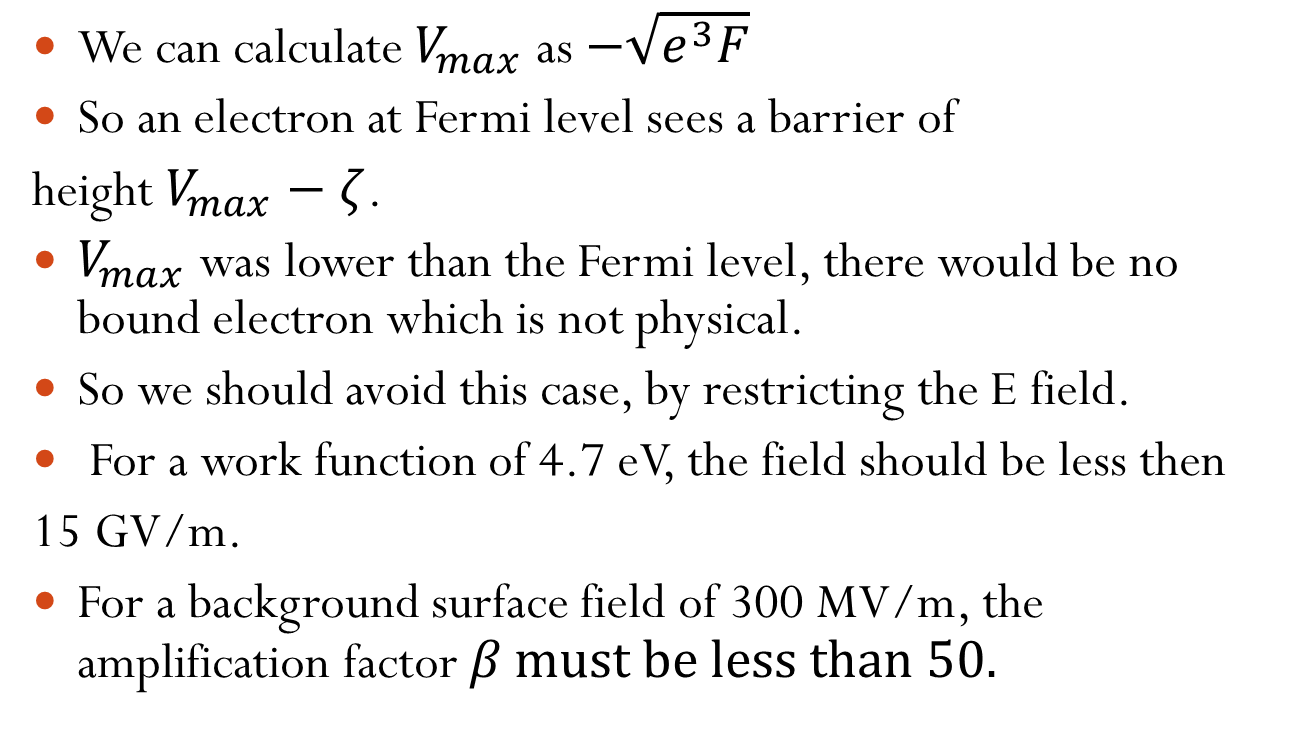 • We can calculate V_max as −√e³F
• So an electron at Fermi level sees a barrier of
height V_max − ζ.
• V_max was lower than the Fermi level, there would be no
bound electron which is not physical.
• So we should avoid this case, by restricting the E field.
• For a work function of 4.7 eV, the field should be less then
15 GV/m.
• For a background surface field of 300 MV/m, the
amplification factor β must be less than 50.